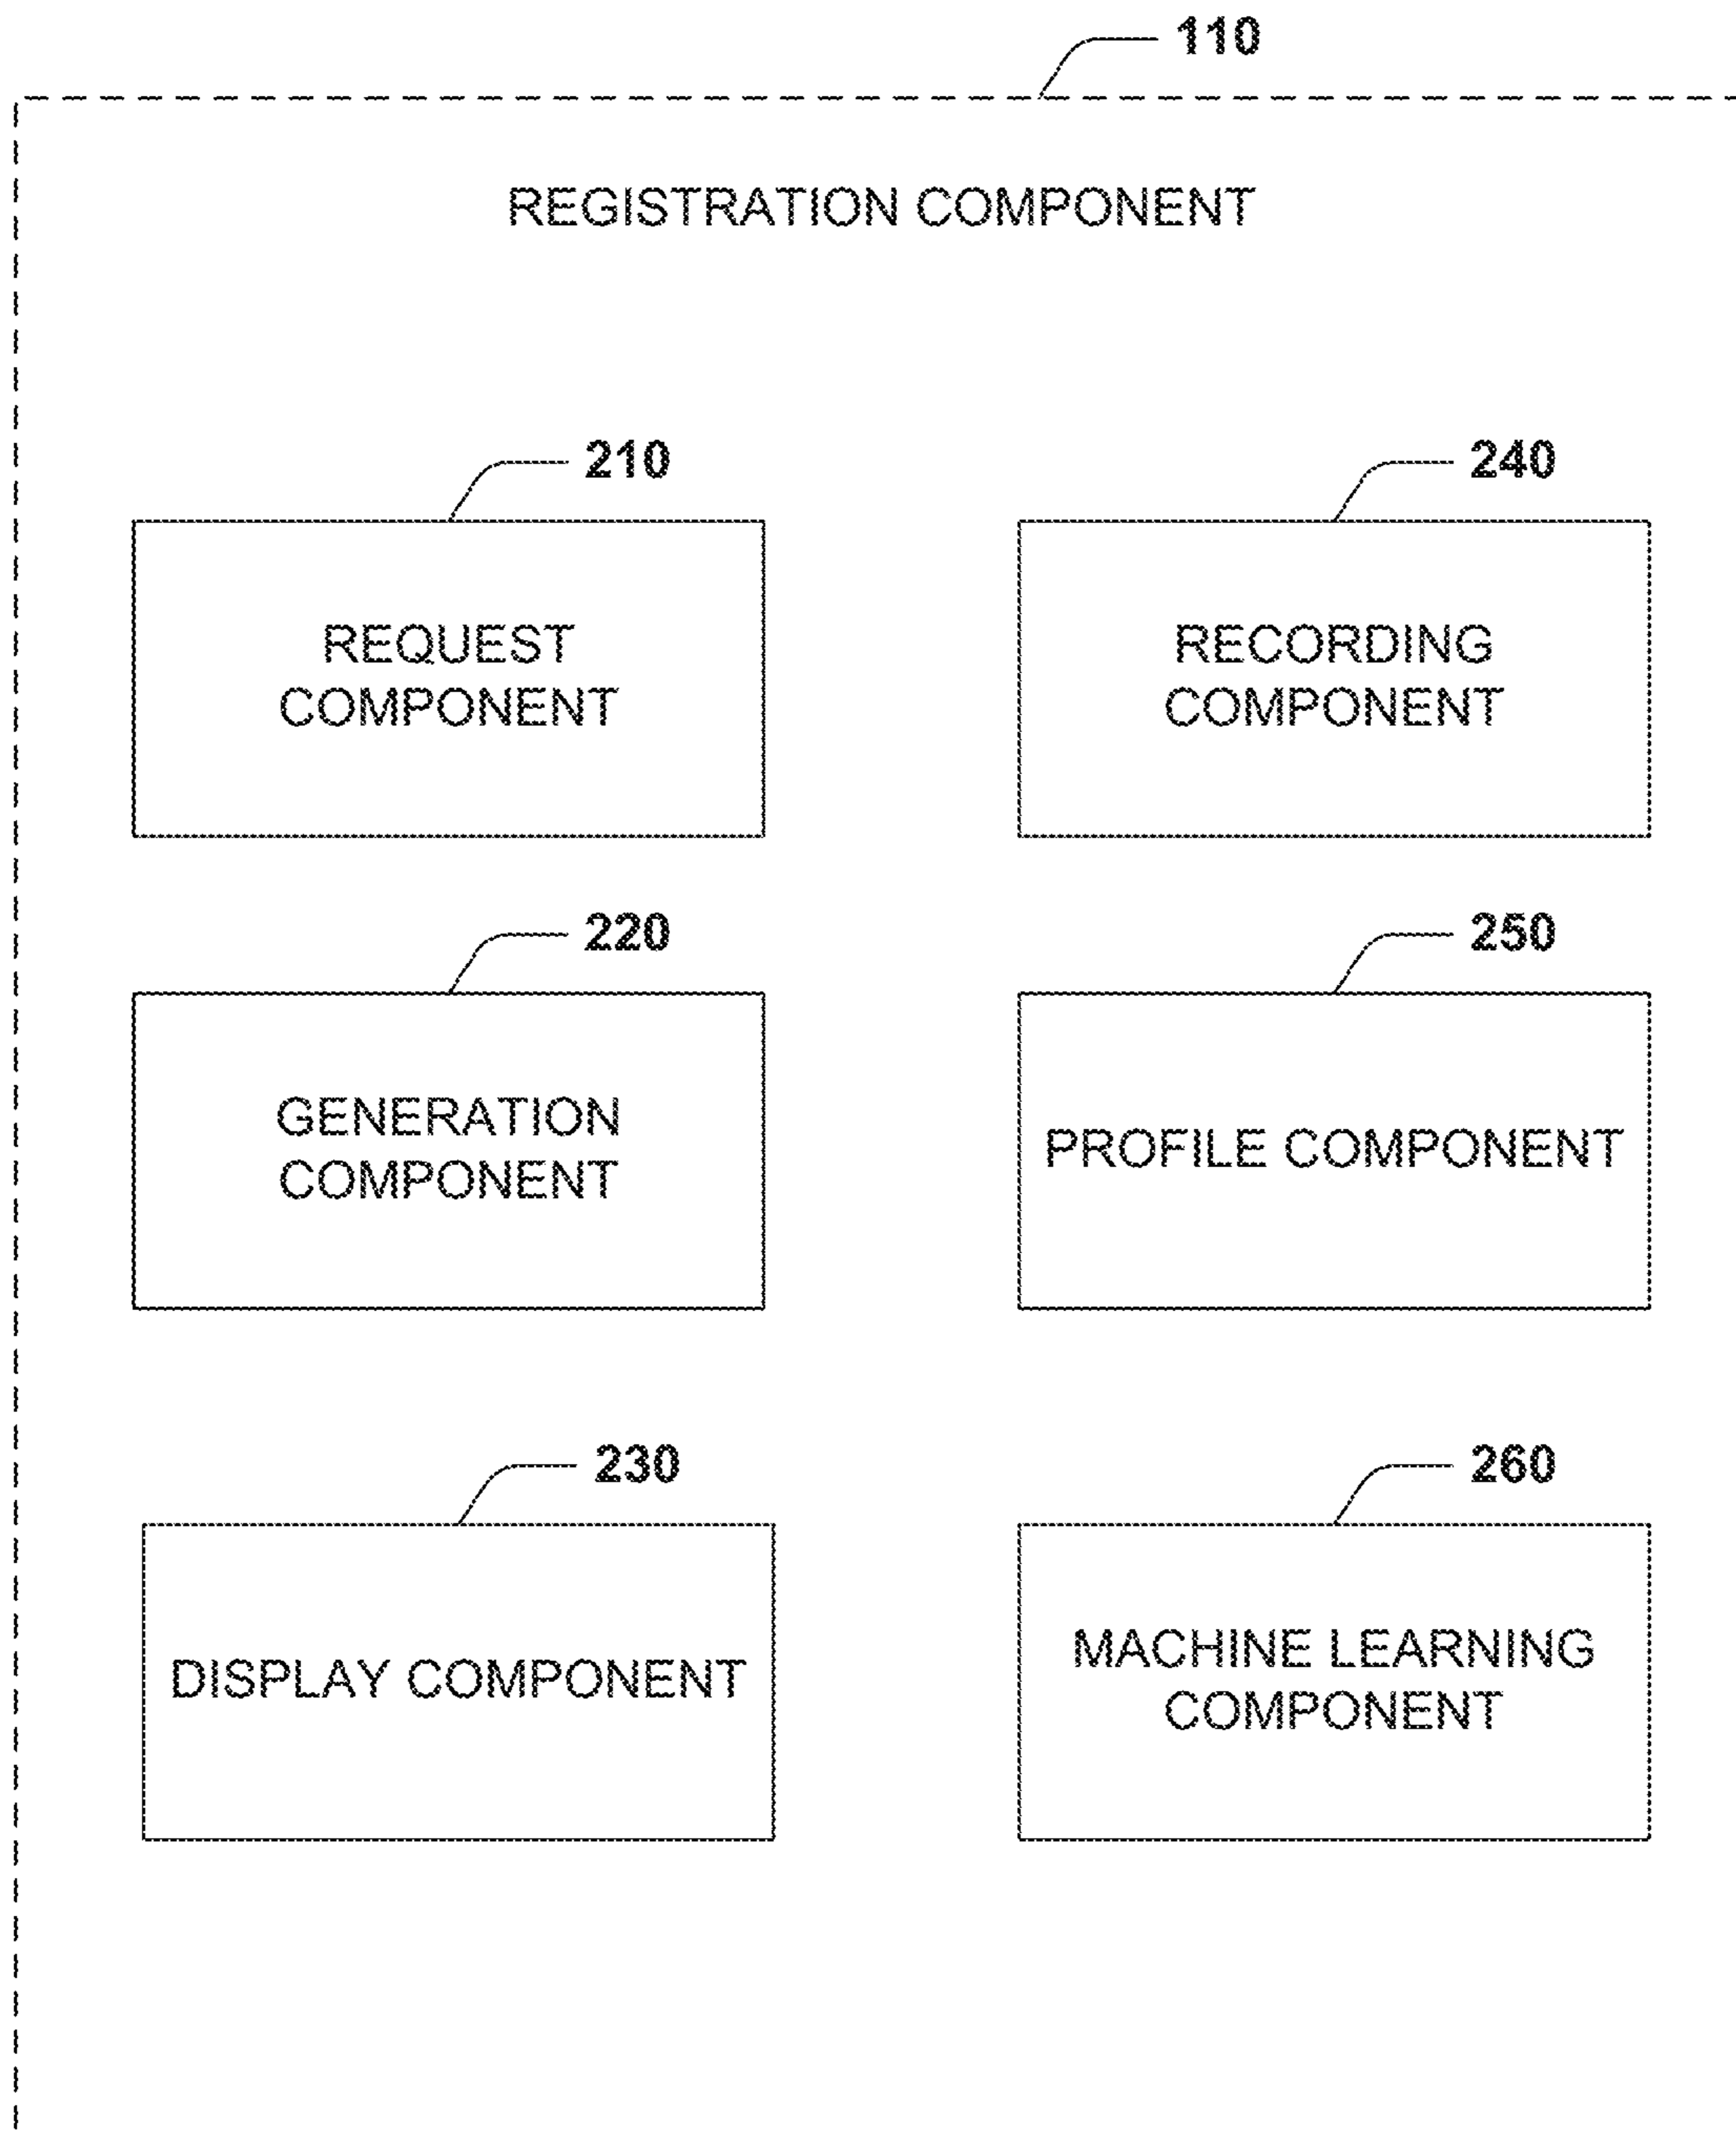 110
REGISTRATION COMPONENT
210
REQUEST
COMPONENT
240
RECORDING
COMPONENT
220
GENERATION
COMPONENT
250
PROFILE COMPONENT
230
DISPLAY COMPONENT
260
MACHINE LEARNING
COMPONENT